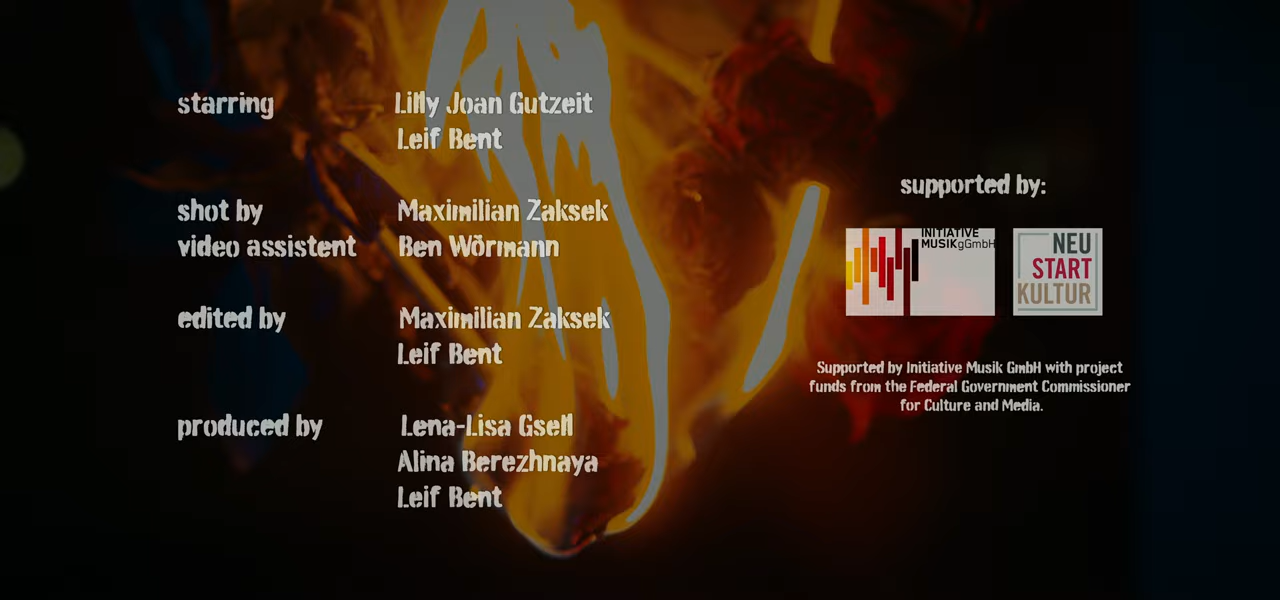 starring Lilly Joan Gutzeit
Leif Bent
shot by Maximilian Zaksek
video assistent Ben Wõrmann
edited by Maximilian Zaksek
Leif Bent
produced by Lena-Lisa Gsell
Alina Berezhnaya
Leif Bent
supported by:
INITIATIVE
MUSIKgGmbH
NEU
START
KULTUR
Supported by Initiative Musik GmbH with project
funds from the Federal Government Commissioner
for Culture and Media.